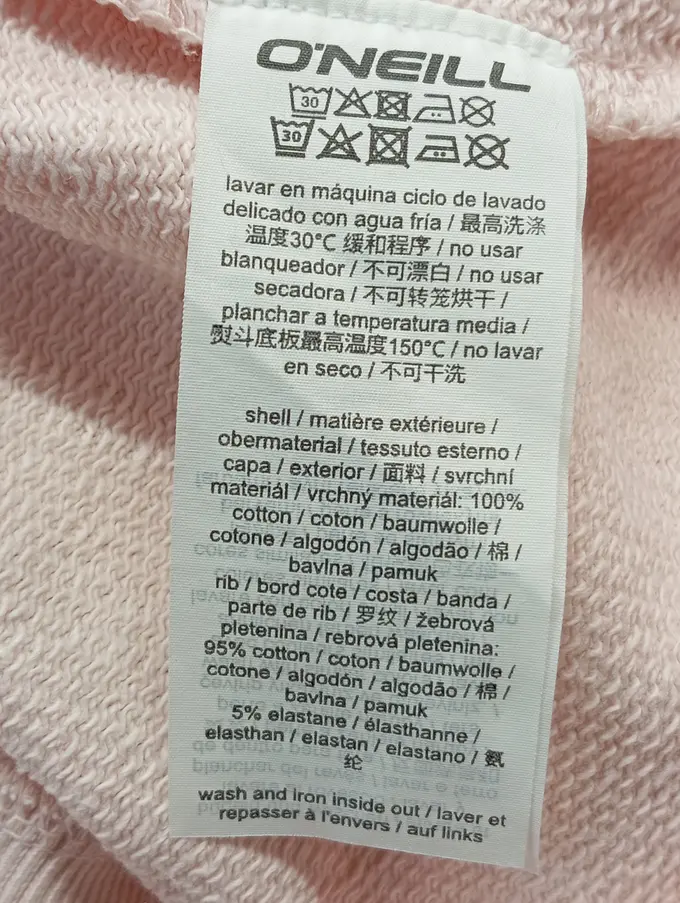 O'NEILL
30
30
lavar en máquina ciclo de lavado
delicado con agua fría / 最高洗涤
温度30℃ 缓和程序 / no usar
blanqueador / 不可漂白 / no usar
secadora / 不可转笼烘干 /
planchar a temperatura media /
熨斗底板最高温度150℃ / no lavar
en seco / 不可干洗
shell / matière extérieure /
obermaterial / tessuto esterno /
capa / exterior / 面料 / svrchní
materiál / vrchný materiál: 100%
cotton / coton / baumwolle /
cotone / algodón / algodão / 棉 /
bavlna / pamuk
rib / bord cote / costa / banda /
parte de rib / 罗纹 / žebrová
pletenina / rebrová pletenina:
95% cotton / coton / baumwolle /
cotone / algodón / algodão / 棉 /
bavlna / pamuk
5% elastane / élasthanne /
elasthan / elastan / elastano / 氨
纶
wash and iron inside out / laver et
repasser à l'envers / auf links